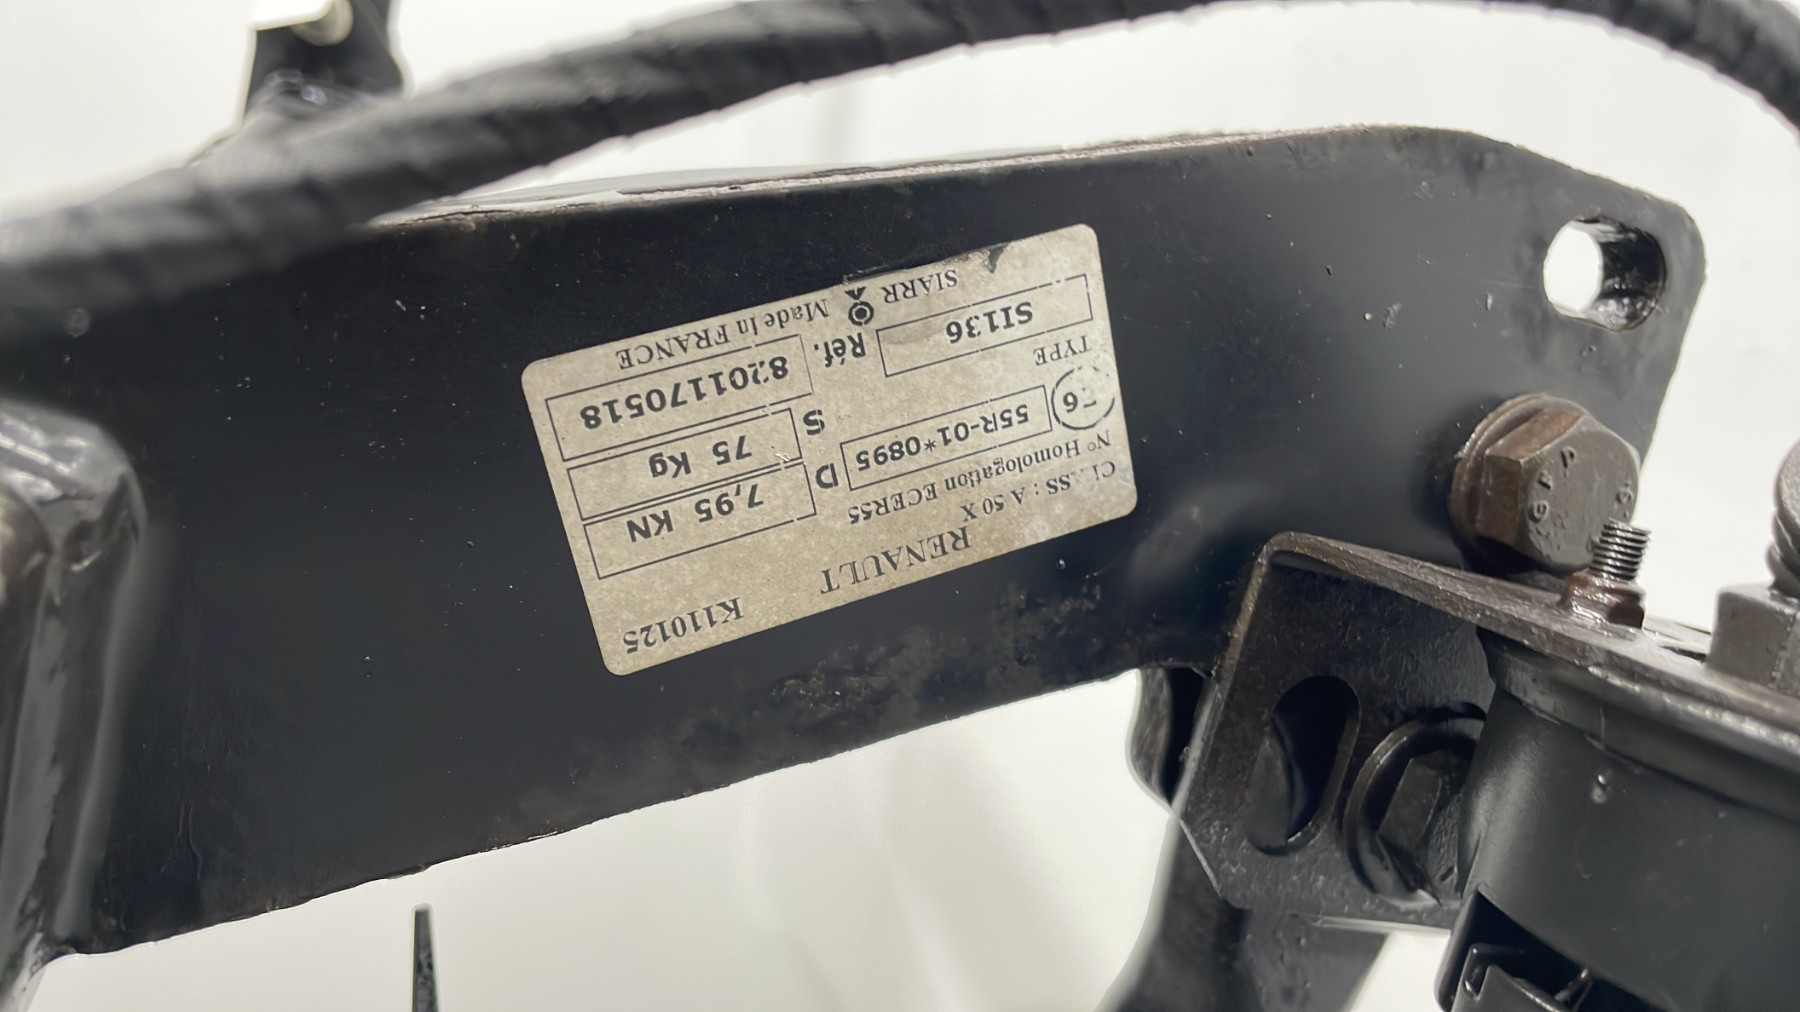 RENAULT K110125
CLASS : A 50 X
N° Homologation ECER55
E6 55R-01*0895 D 7,95 KN
TYPE S 75 Kg
SI136 Réf. 8201170518
SIARR Made in FRANCE